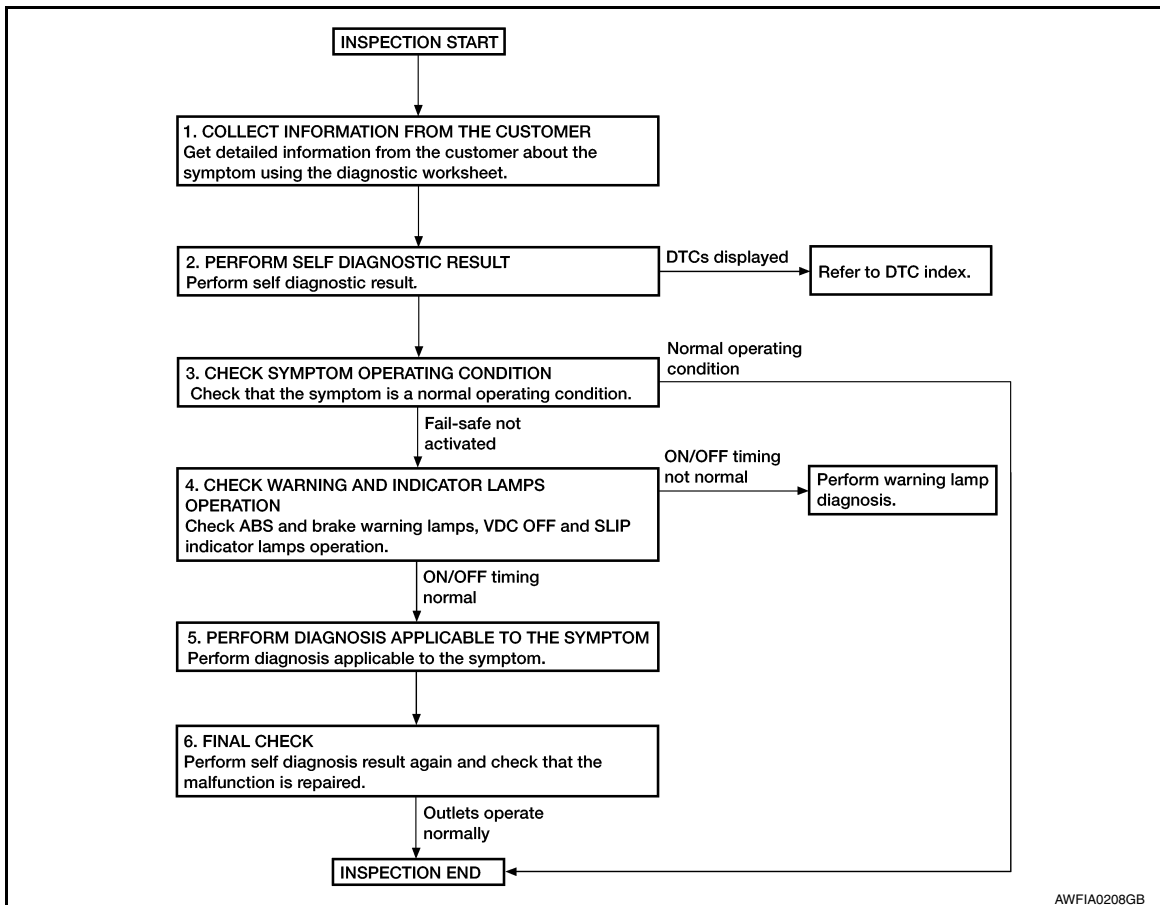 INSPECTION START
1. COLLECT INFORMATION FROM THE CUSTOMER
Get detailed information from the customer about the
symptom using the diagnostic worksheet.
2. PERFORM SELF DIAGNOSTIC RESULT
Perform self diagnostic result.
DTCs displayed
Refer to DTC index.
3. CHECK SYMPTOM OPERATING CONDITION
Check that the symptom is a normal operating condition.
Normal operating
condition
Fail-safe not
activated
4. CHECK WARNING AND INDICATOR LAMPS
OPERATION
Check ABS and brake warning lamps, VDC OFF and SLIP
indicator lamps operation.
ON/OFF timing
not normal
Perform warning lamp
diagnosis.
ON/OFF timing
normal
5. PERFORM DIAGNOSIS APPLICABLE TO THE SYMPTOM
Perform diagnosis applicable to the symptom.
6. FINAL CHECK
Perform self diagnosis result again and check that the
malfunction is repaired.
Outlets operate
normally
INSPECTION END
AWFIA0208GB